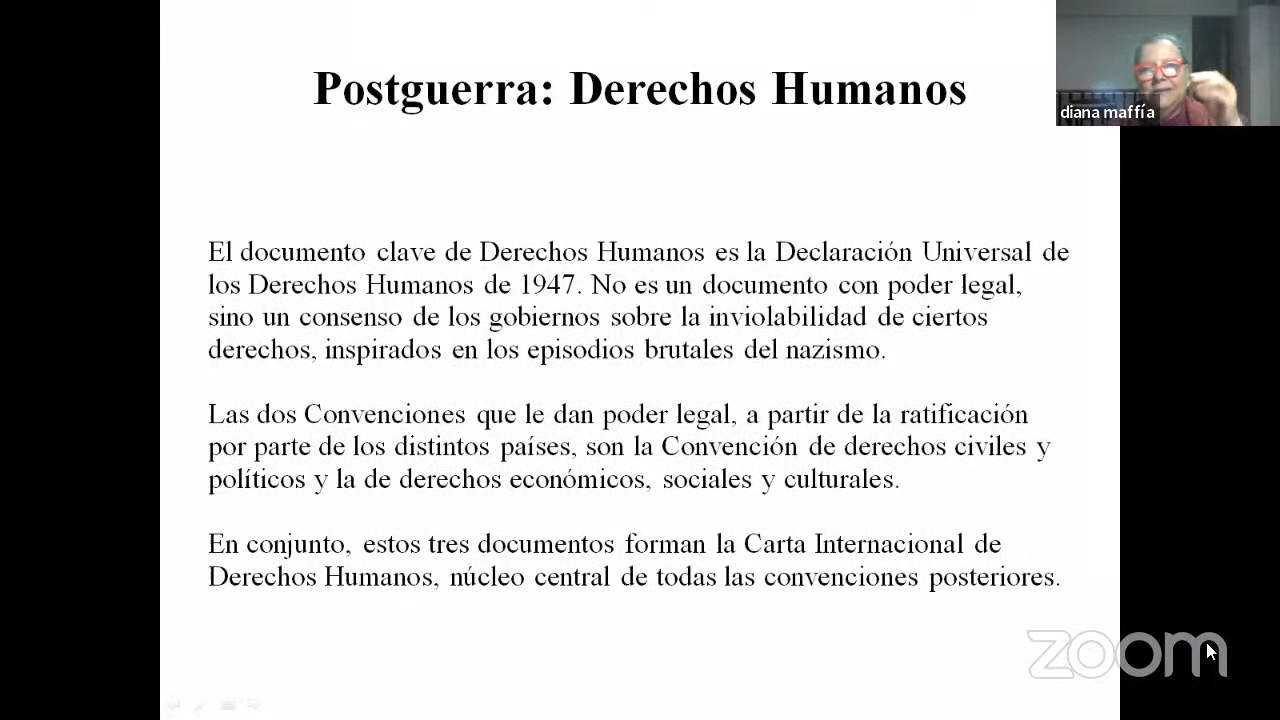 Postguerra: Derechos Humanos
diana maffía
El documento clave de Derechos Humanos es la Declaración Universal de
los Derechos Humanos de 1947. No es un documento con poder legal,
sino un consenso de los gobiernos sobre la inviolabilidad de ciertos
derechos, inspirados en los episodios brutales del nazismo.
Las dos Convenciones que le dan poder legal, a partir de la ratificación
por parte de los distintos países, son la Convención de derechos civiles y
políticos y la de derechos económicos, sociales y culturales.
En conjunto, estos tres documentos forman la Carta Internacional de
Derechos Humanos, núcleo central de todas las convenciones posteriores.
zoom